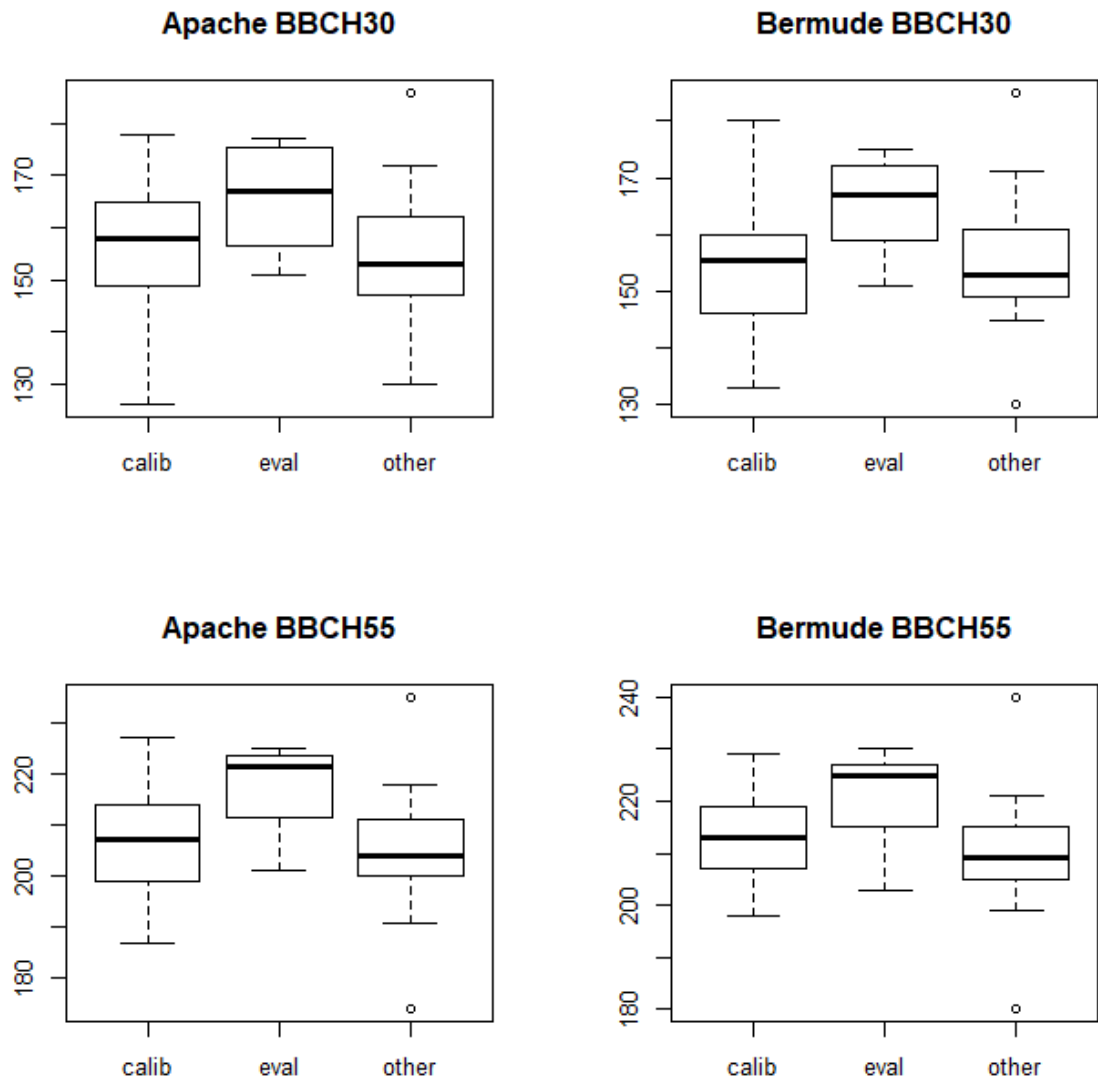 Apache BBCH30
Bermude BBCH30
170
150
130
calib eval other
170
150
130
calib eval other
Apache BBCH55
Bermude BBCH55
220
200
180
calib eval other
240
220
200
180
calib eval other